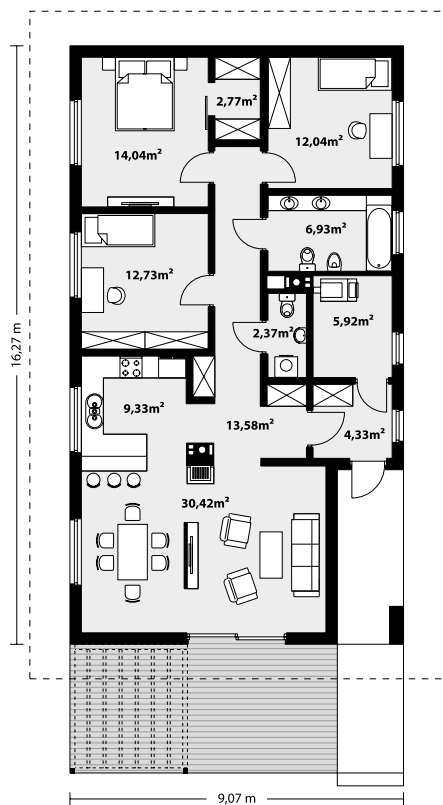 2,77m²
14,04m²
12,04m²
6,93m²
12,73m²
5,92m²
2,37m²
16,27 m
9,33m²
13,58m²
4,33m²
30,42m²
9,07 m